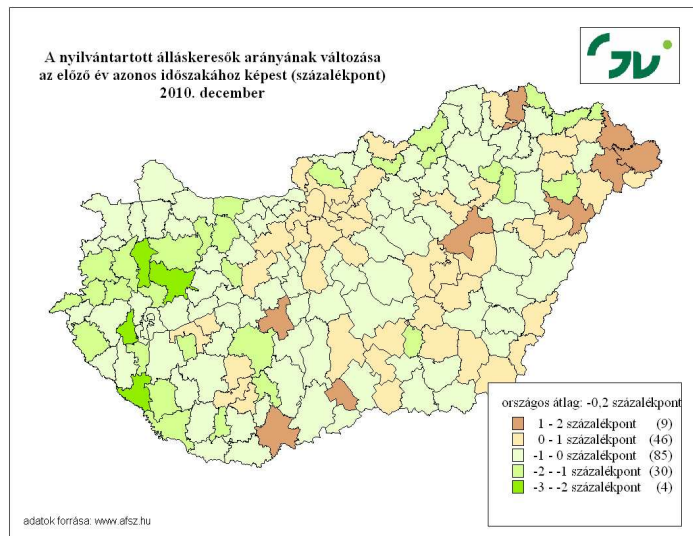 A nyilvántartott álláskeresők arányának változása
az előző év azonos időszakához képest (százalékpont)
2010. december
országos átlag: -0,2 százalékpont
1 - 2 százalékpont (9)
0 - 1 százalékpont (46)
-1 - 0 százalékpont (85)
-2 - -1 százalékpont (30)
-3 - -2 százalékpont (4)
adatok forrása: www.afsz.hu